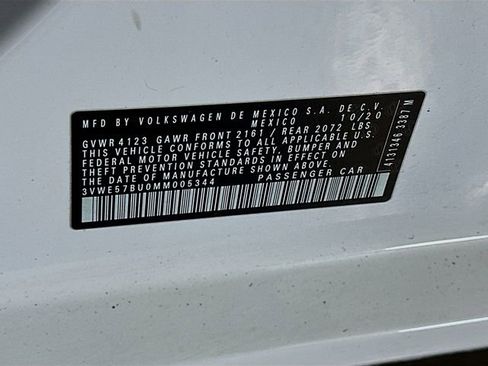 MFD BY VOLKSWAGEN DE MEXICO S.A. DE C.V.
MEXICO 10/20
GVWR 4123 GAWR FRONT 2161 / REAR 2072 LBS
THIS VEHICLE CONFORMS TO ALL APPLICABLE U.S.
FEDERAL MOTOR VEHICLE SAFETY, BUMPER AND
THEFT PREVENTION STANDARDS IN EFFECT ON
THE DATE OF MANUFACTURE SHOWN ABOVE.
3VWE57BU0MM005344 PASSENGER CAR
4131346 3387 M